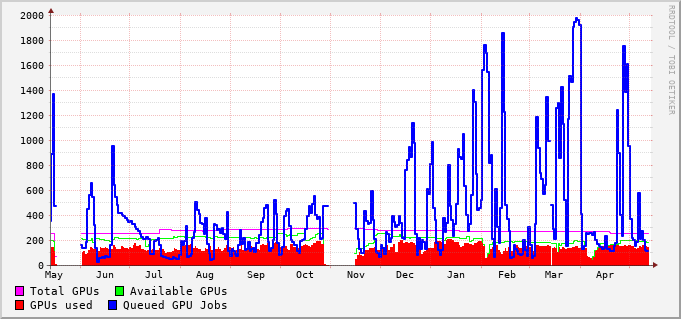 2000
1800
1600
1400
1200
1000
800
600
400
200
0
May Jun Jul Aug Sep Oct Nov Dec Jan Feb Mar Apr
Total GPUs Available GPUs
GPUs used Queued GPU Jobs
RRDTOOL / TOBI OETIKER